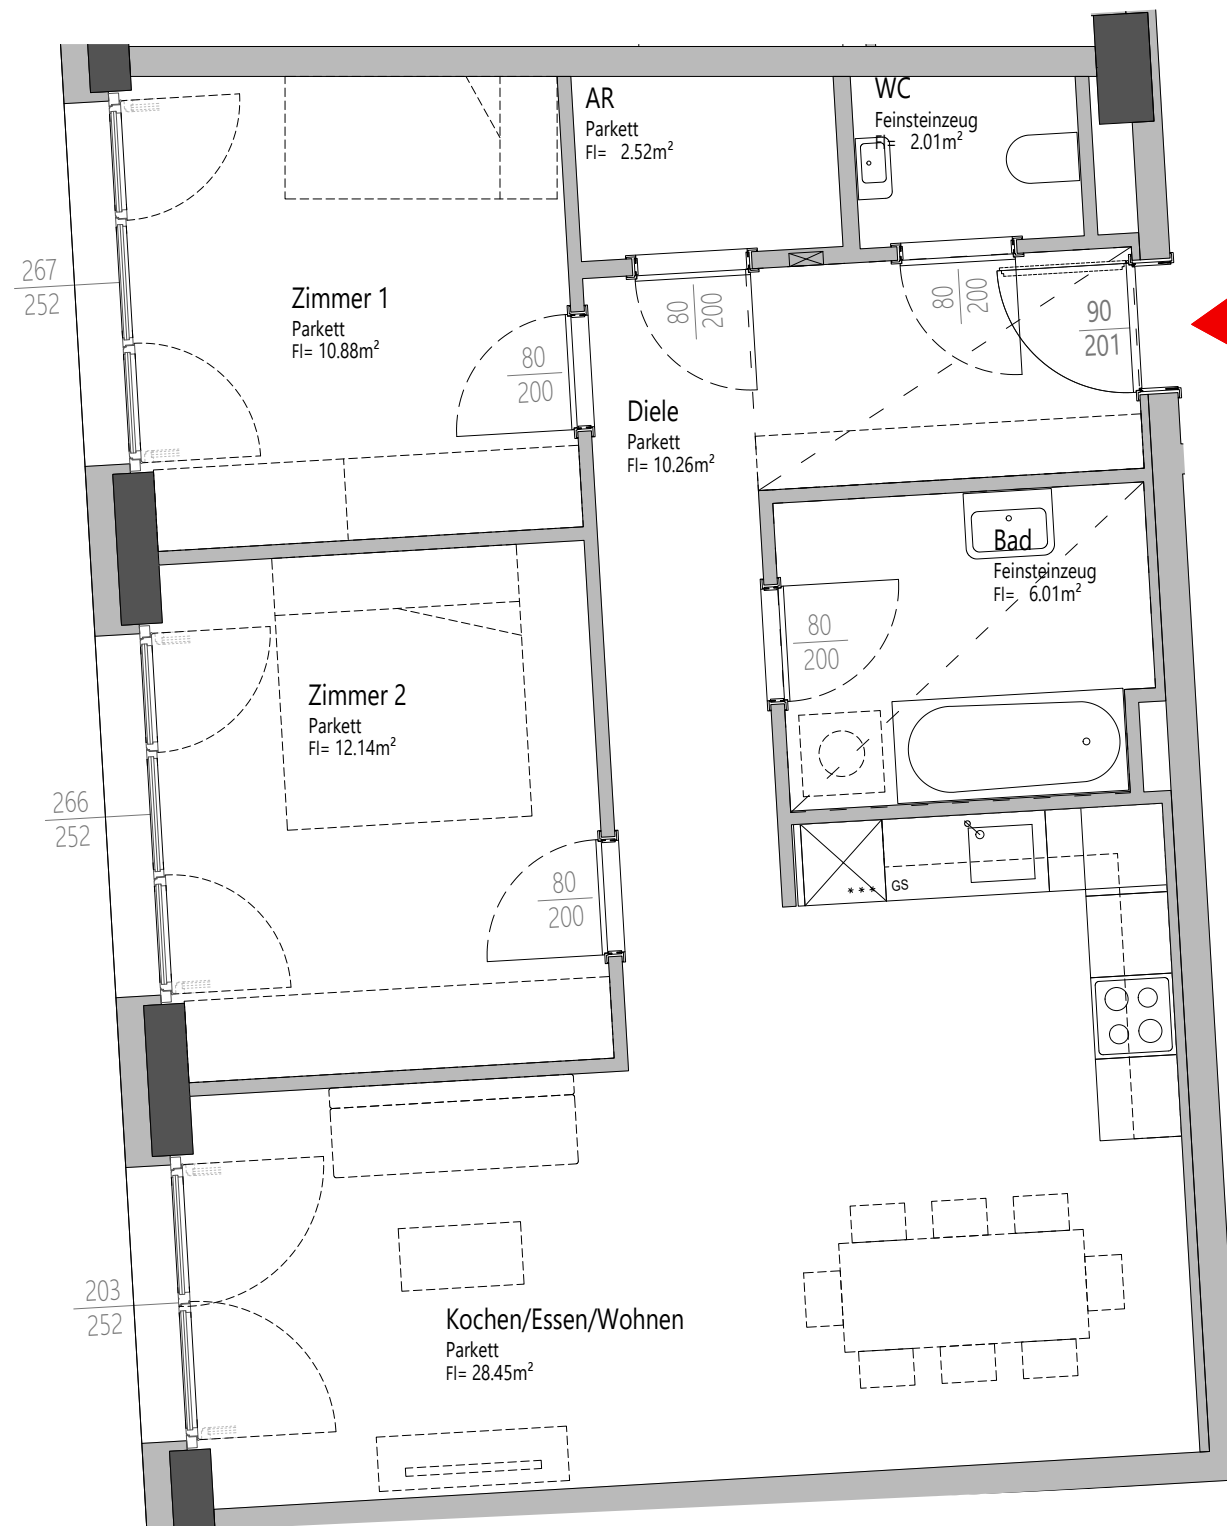 AR
Parkett
Fl= 2.52m²
WC
Feinsteinzeug
Fl= 2.01m²
267
252
Zimmer 1
Parkett
Fl= 10.88m²
80
200
80
200
80
200
90
201
Diele
Parkett
Fl= 10.26m²
Bad
Feinsteinzeug
Fl= 6.01m²
80
200
Zimmer 2
Parkett
Fl= 12.14m²
266
252
80
200
*** GS
203
252
Kochen/Essen/Wohnen
Parkett
Fl= 28.45m²